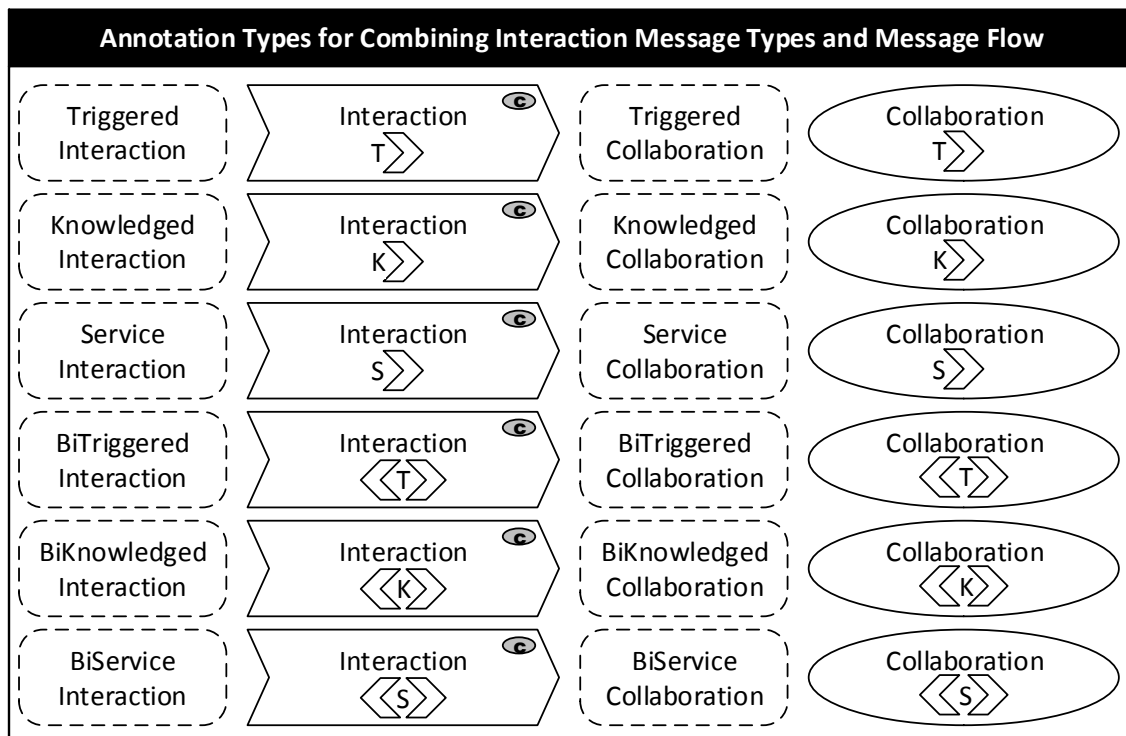 Annotation Types for Combining Interaction Message Types and Message Flow
Triggered
Interaction
Interaction
C
T
Triggered
Collaboration
Collaboration
T
Knowledged
Interaction
Interaction
C
K
Knowledged
Collaboration
Collaboration
K
Service
Interaction
Interaction
C
S
Service
Collaboration
Collaboration
S
BiTriggered
Interaction
Interaction
C
T
BiTriggered
Collaboration
Collaboration
T
BiKnowledged
Interaction
Interaction
C
K
BiKnowledged
Collaboration
Collaboration
K
BiService
Interaction
Interaction
C
S
BiService
Collaboration
Collaboration
S